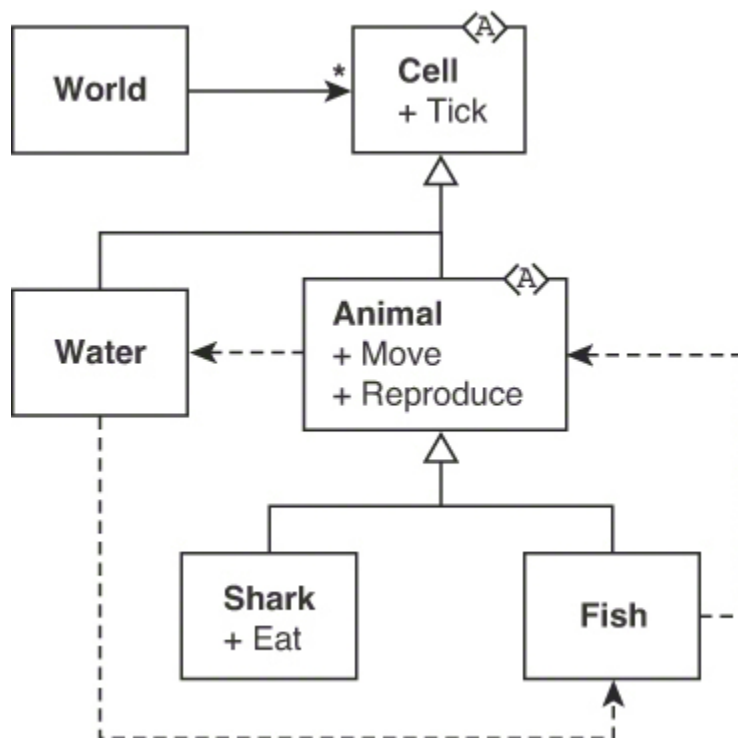 World
*
<A>
Cell
+ Tick
Water
<A>
Animal
+ Move
+ Reproduce
Shark
+ Eat
Fish